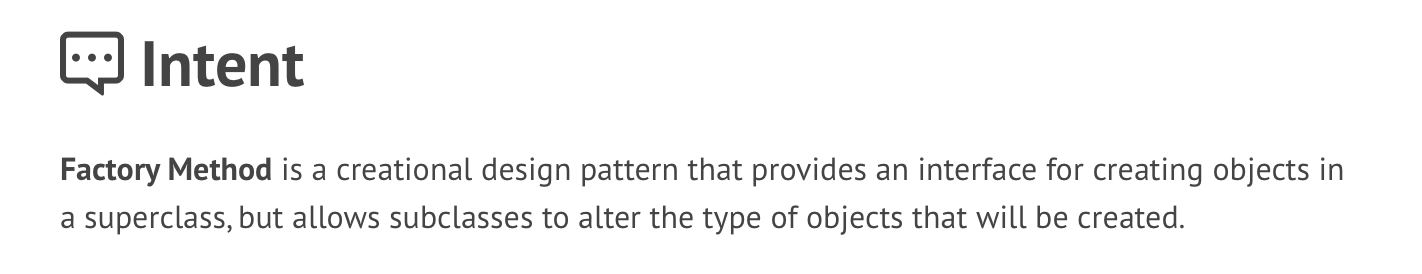 Intent
Factory Method is a creational design pattern that provides an interface for creating objects in
a superclass, but allows subclasses to alter the type of objects that will be created.